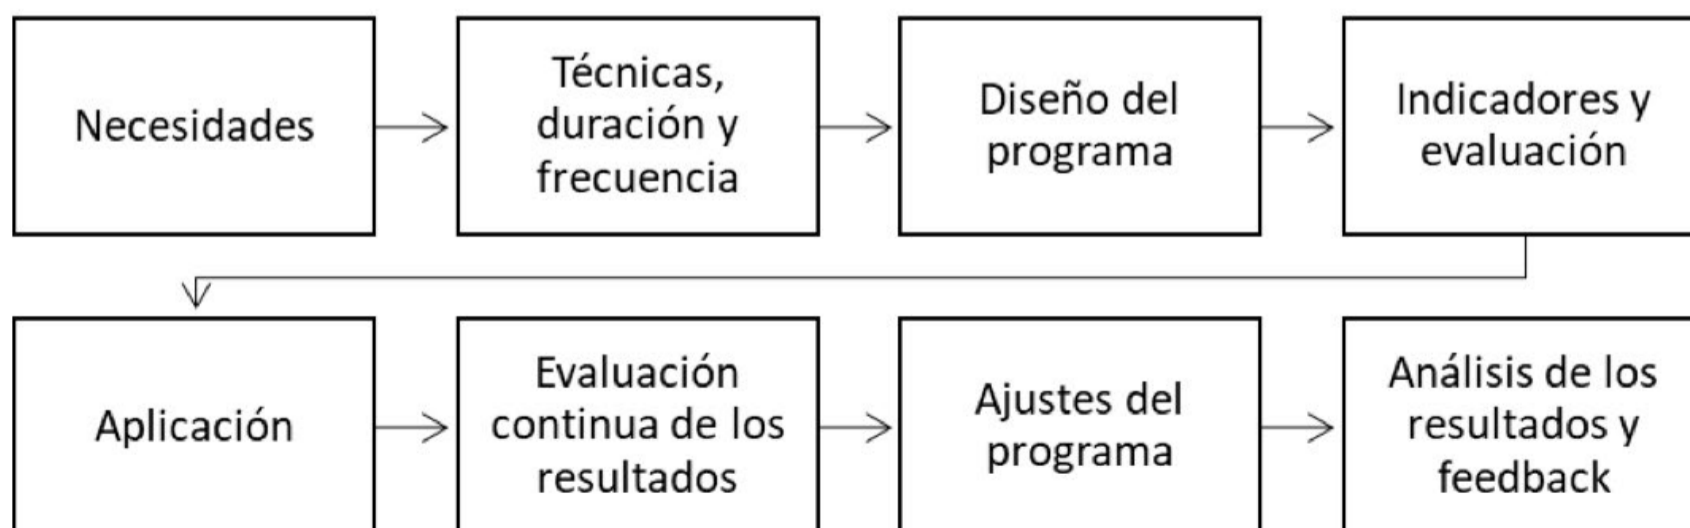 Necesidades
Técnicas,
duración y
frecuencia
Diseño del
programa
Indicadores y
evaluación
Aplicación
Evaluación
continua de los
resultados
Ajustes del
programa
Análisis de los
resultados y
feedback